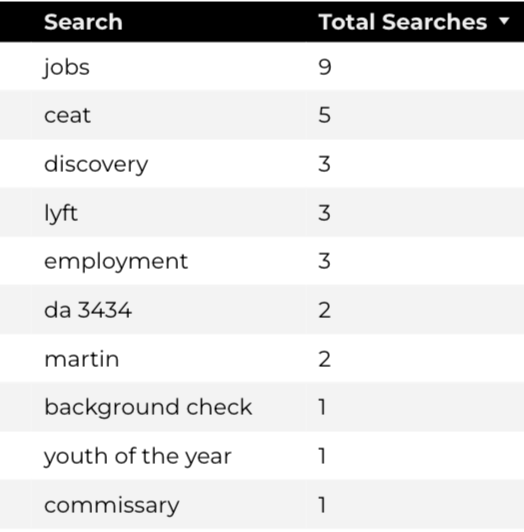 Search Total Searches ▼
jobs 9
ceat 5
discovery 3
lyft 3
employment 3
da 3434 2
martin 2
background check 1
youth of the year 1
commissary 1